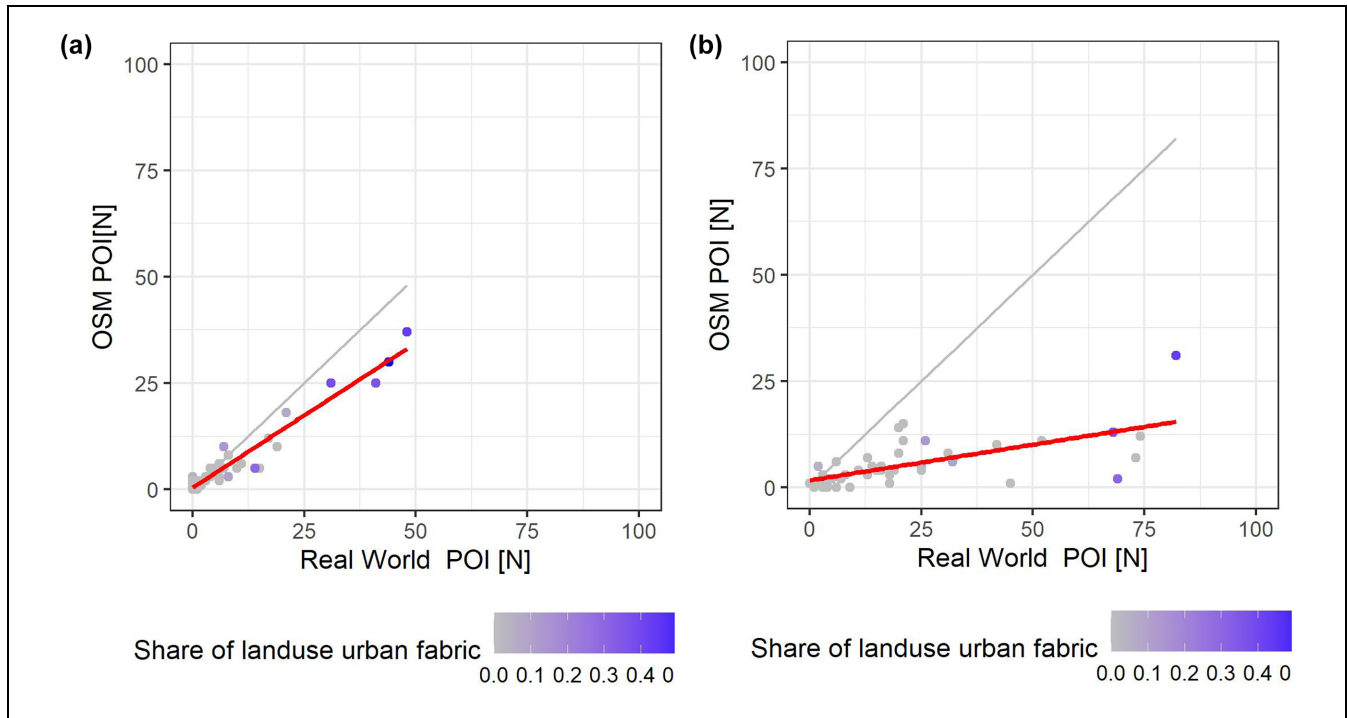 (a)
100
75
50
25
0
OSM POI[N]
0 25 50 75 100
Real World POI [N]
Share of landuse urban fabric
0.0 0.1 0.2 0.3 0.4 0
(b)
100
75
50
25
0
OSM POI [N]
0 25 50 75 100
Real World POI [N]
Share of landuse urban fabric
0.0 0.1 0.2 0.3 0.4 0